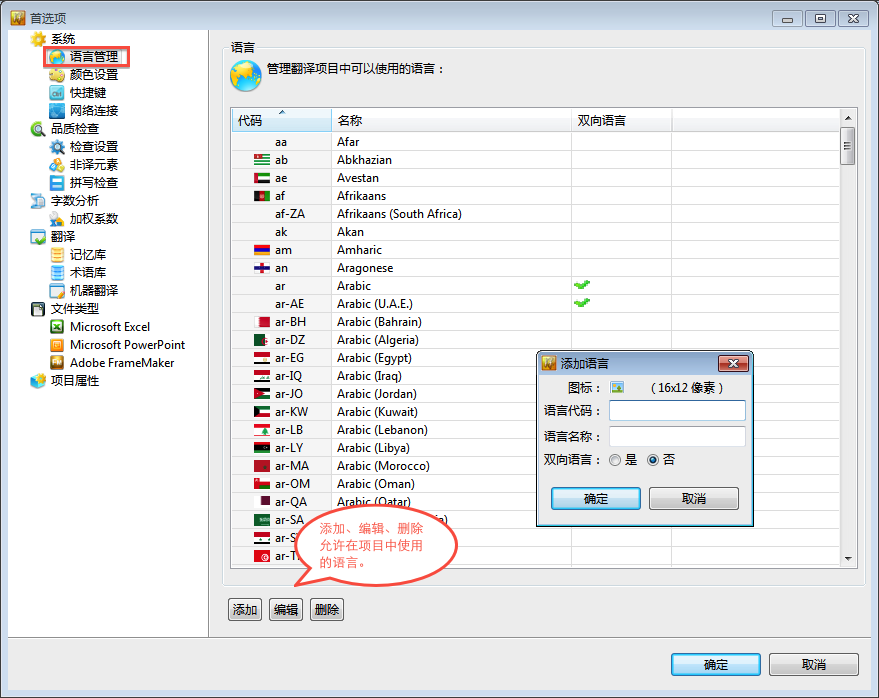 首选项
系统
语言管理
颜色设置
快捷键
网络连接
品质检查
检查设置
非译元素
拼写检查
字数分析
加权系数
翻译
记忆库
术语库
机器翻译
文件类型
Microsoft Excel
Microsoft PowerPoint
Adobe FrameMaker
项目属性
语言
管理翻译项目中可以使用的语言：
代码 名称 双向语言
aa Afar
ab Abkhazian
ae Avestan
af Afrikaans
af-ZA Afrikaans (South Africa)
ak Akan
am Amharic
an Aragonese
ar Arabic
ar-AE Arabic (U.A.E.)
ar-BH Arabic (Bahrain)
ar-DZ Arabic (Algeria)
ar-EG Arabic (Egypt)
ar-IQ Arabic (Iraq)
ar-JO Arabic (Jordan)
ar-KW Arabic (Kuwait)
ar-LB Arabic (Lebanon)
ar-LY Arabic (Libya)
ar-MA Arabic (Morocco)
ar-OM Arabic (Oman)
ar-QA Arabic (Qatar)
ar-SA
添加、编辑、删除
允许在项目中使用
的语言。
添加语言
图标： （16x12 像素）
语言代码：
语言名称：
双向语言： 是 否
确定 取消
添加 编辑 删除
确定 取消